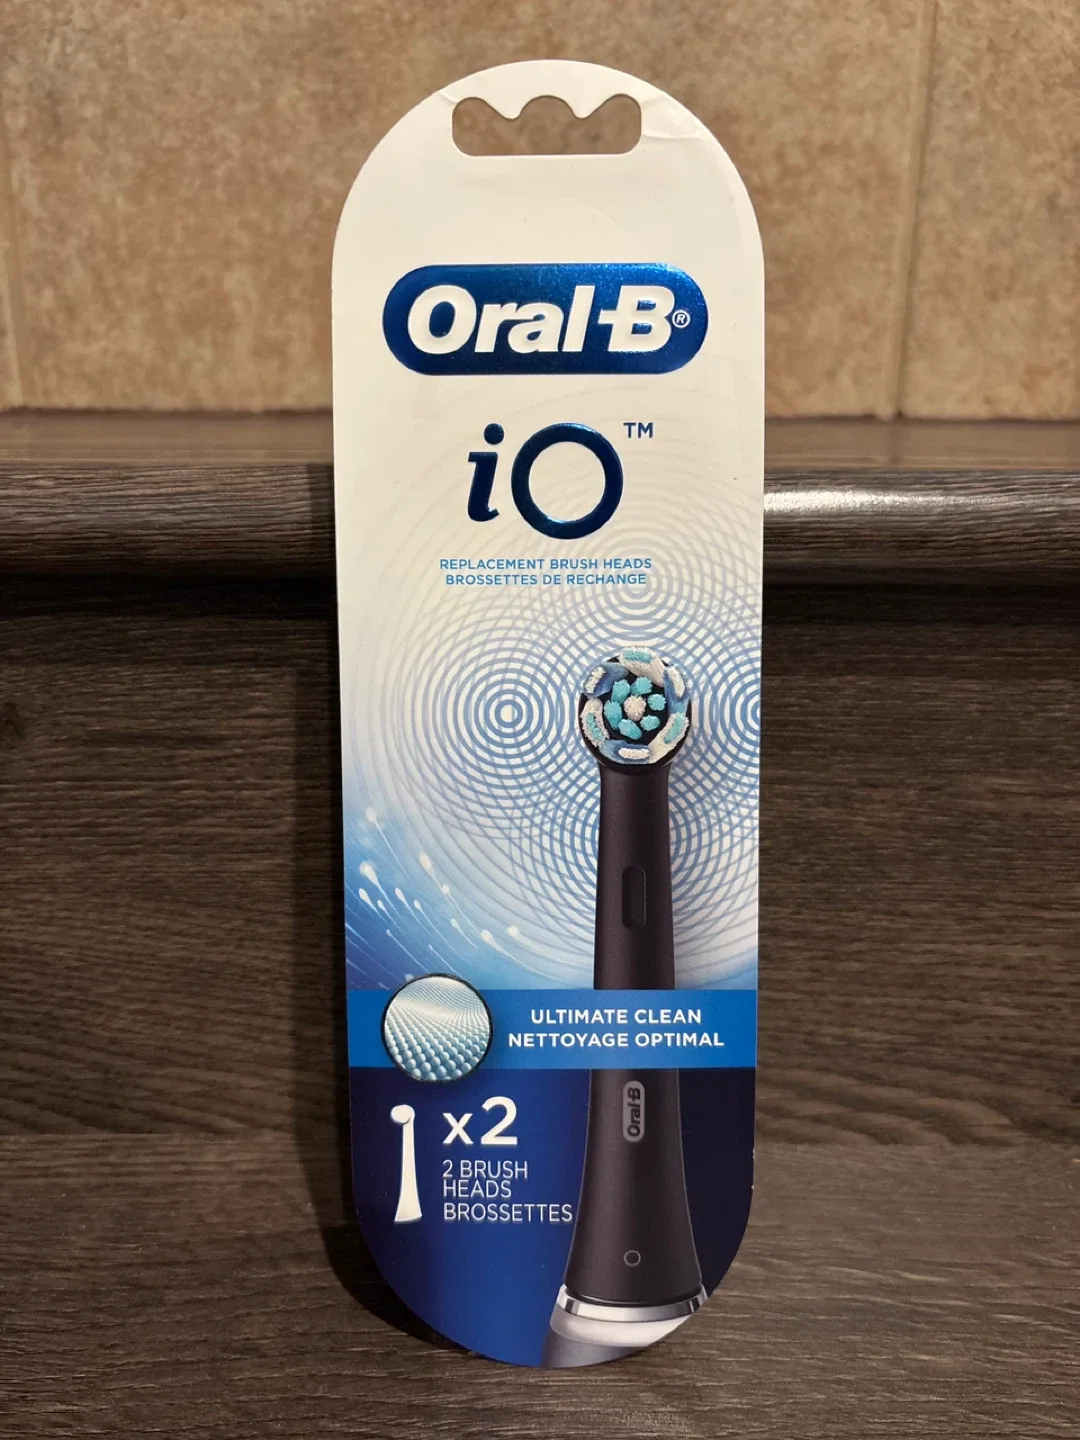 Oral-B®
iO™
REPLACEMENT BRUSH HEADS
BROSSETTES DE RECHANGE
ULTIMATE CLEAN
NETTOYAGE OPTIMAL
Oral-B
x2
2 BRUSH
HEADS
BROSSETTES